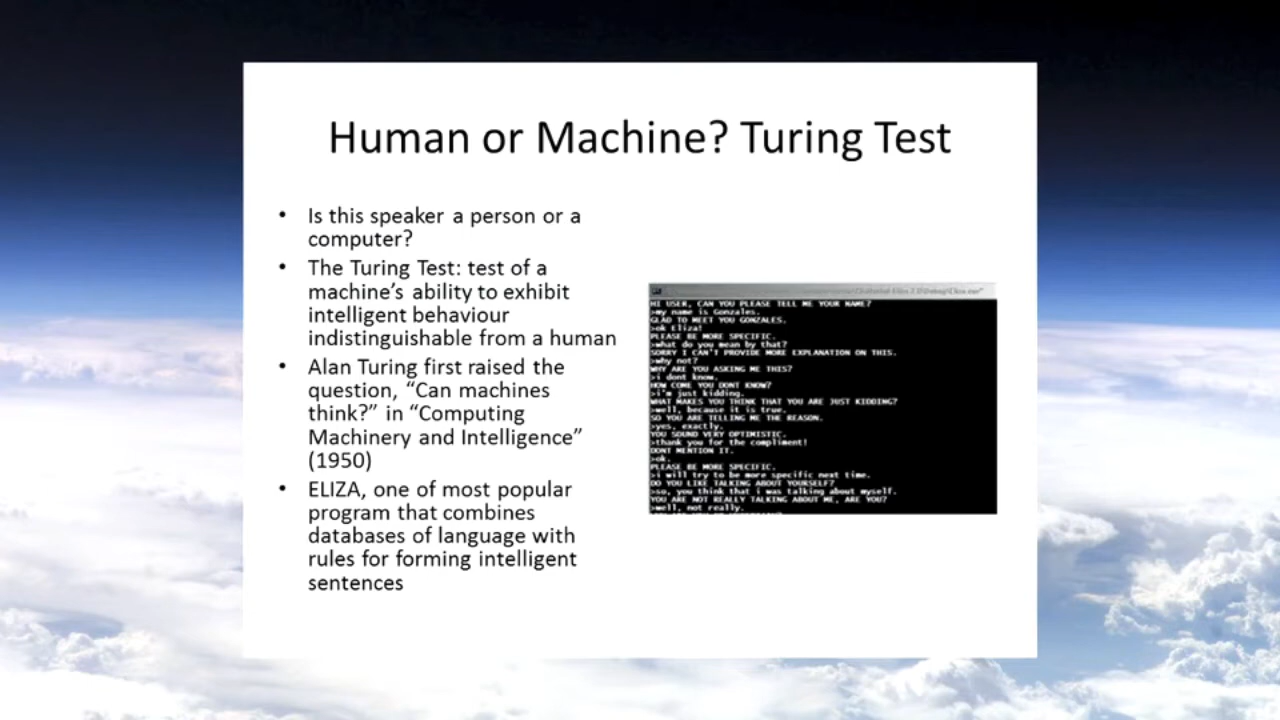 Human or Machine? Turing Test
• Is this speaker a person or a
computer?
• The Turing Test: test of a
machine’s ability to exhibit
intelligent behaviour
indistinguishable from a human
• Alan Turing first raised the
question, “Can machines
think?” in “Computing
Machinery and Intelligence”
(1950)
• ELIZA, one of most popular
program that combines
databases of language with
rules for forming intelligent
sentences
HI USER, CAN YOU PLEASE TELL ME YOUR NAME?
>my name is Gonzales.
GLAD TO MEET YOU GONZALES.
>ok Eliza!
PLEASE BE MORE SPECIFIC.
>what do you mean by that?
SORRY I CAN'T PROVIDE MORE EXPLANATION ON THIS.
>why not?
WHY ARE YOU ASKING ME THIS?
>i dont know.
HOW COME YOU DONT KNOW?
>i'm just kidding.
WHAT MAKES YOU THINK THAT YOU ARE JUST KIDDING?
>well, because it is true.
SO YOU ARE TELLING ME THE REASON.
>yes, exactly.
YOU SOUND VERY OPTIMISTIC.
>thank you for the compliment!
DONT MENTION IT.
>ok.
PLEASE BE MORE SPECIFIC.
>i will try to be more specific next time.
DO YOU LIKE TALKING ABOUT YOURSELF?
>so, you think that i was talking about myself.
YOU ARE NOT REALLY TALKING ABOUT ME, ARE YOU?
>well, not really.